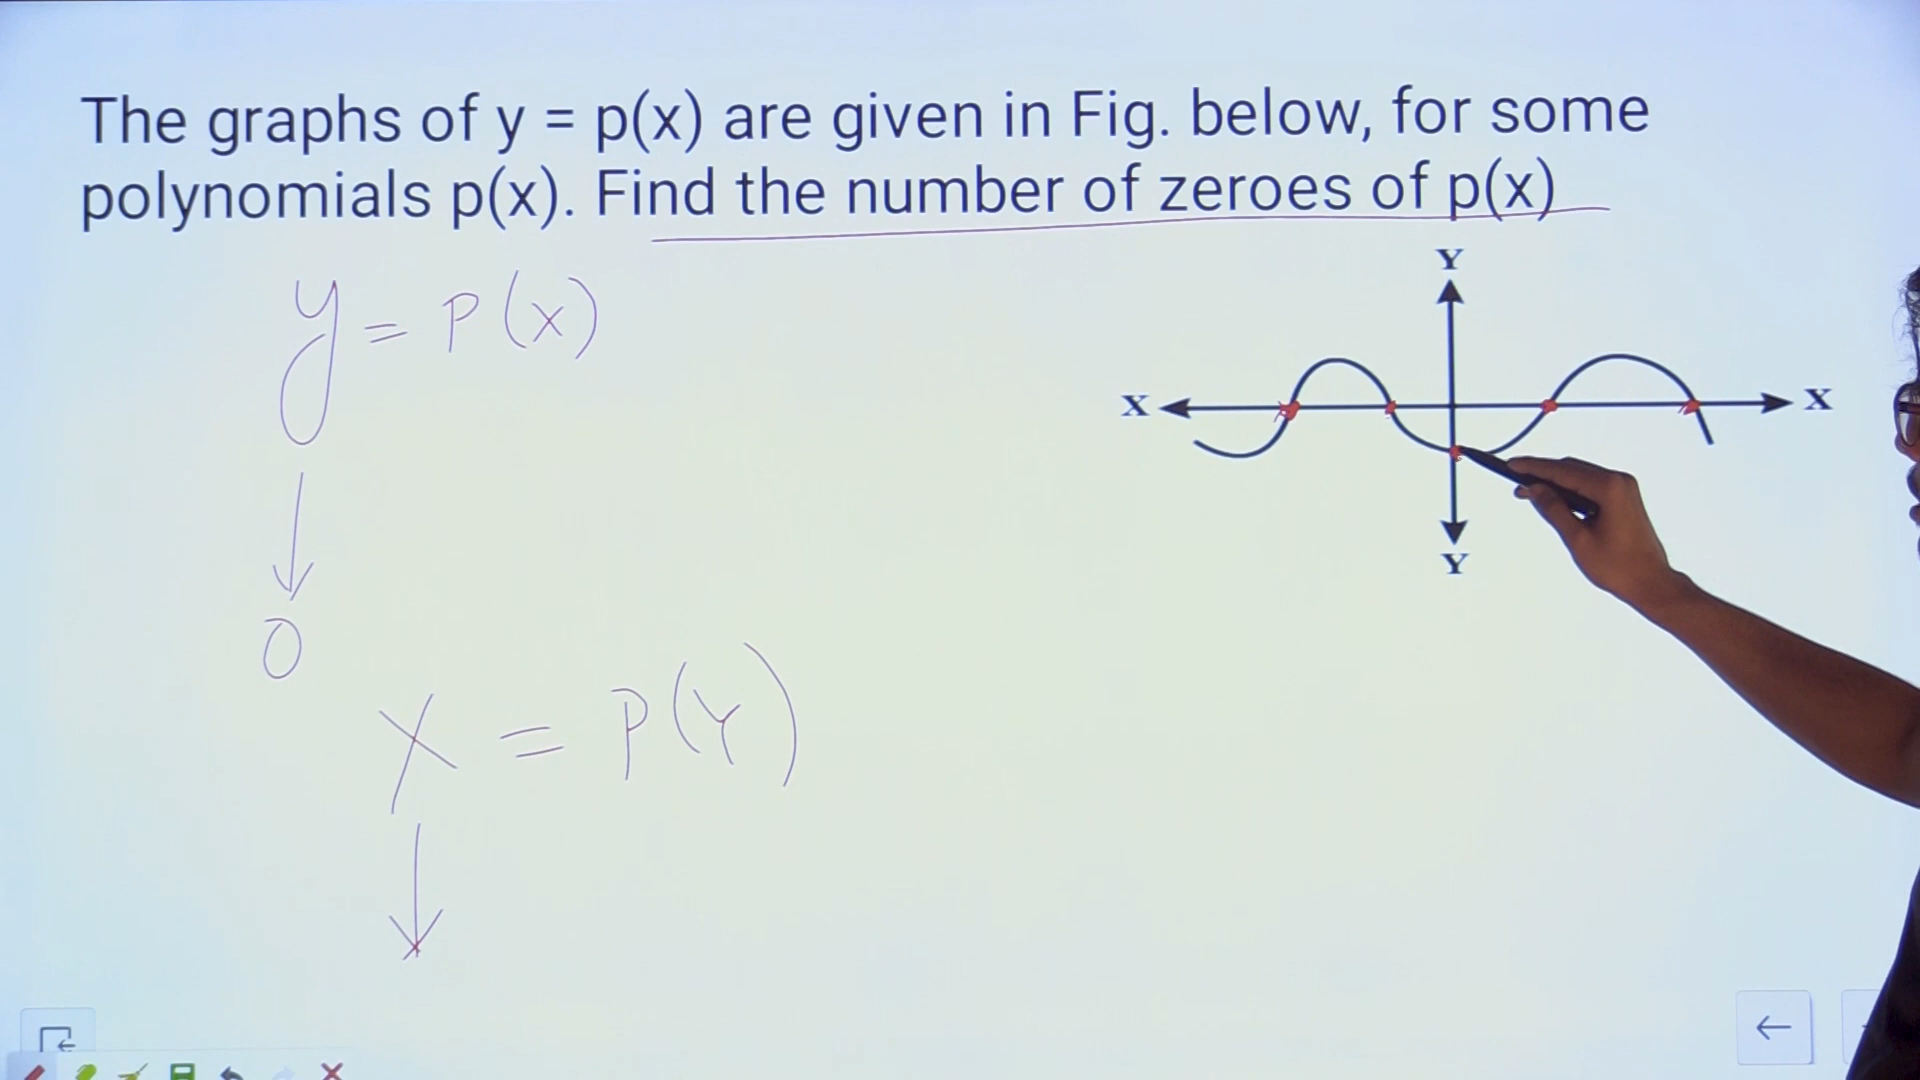 The graphs of y = p(x) are given in Fig. below, for some
polynomials p(x). Find the number of zeroes of p(x)
y = P(x)
0
X = P(Y)
Y
X X
Y